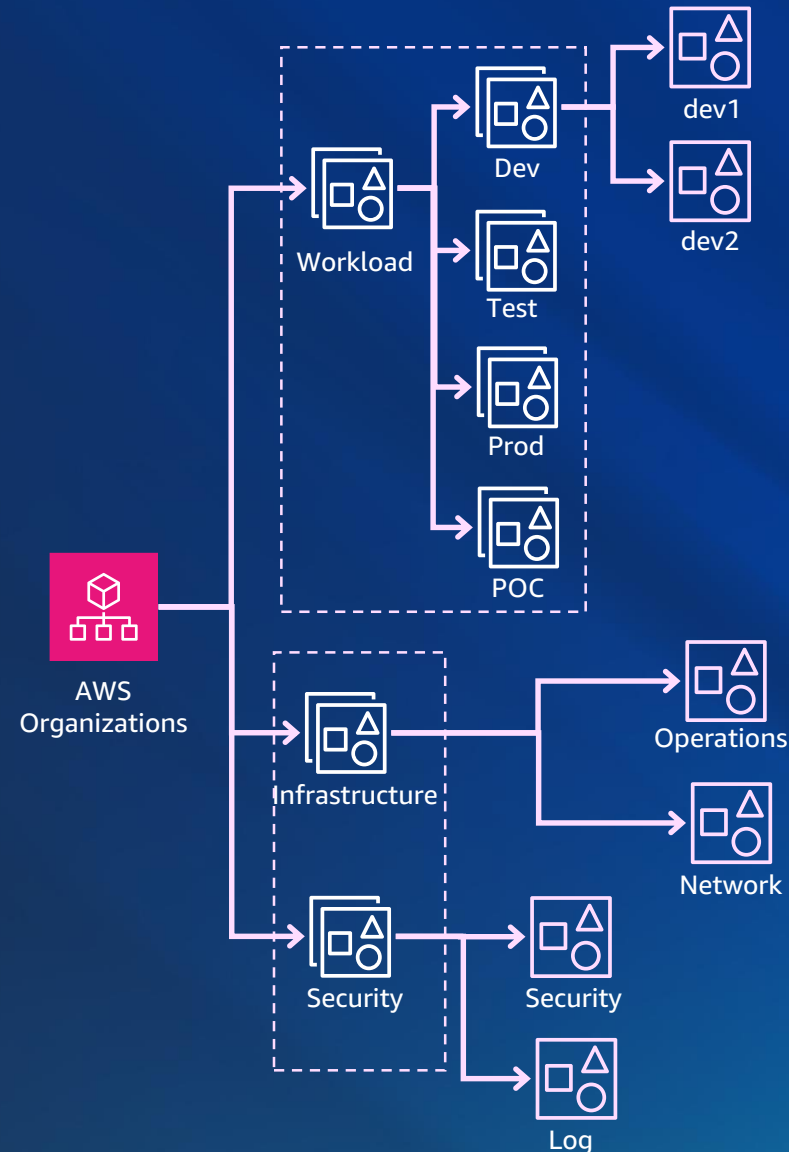 dev1
Dev
dev2
Workload
Test
Prod
POC
AWS
Organizations
Operations
Infrastructure
Network
Security
Security
Log